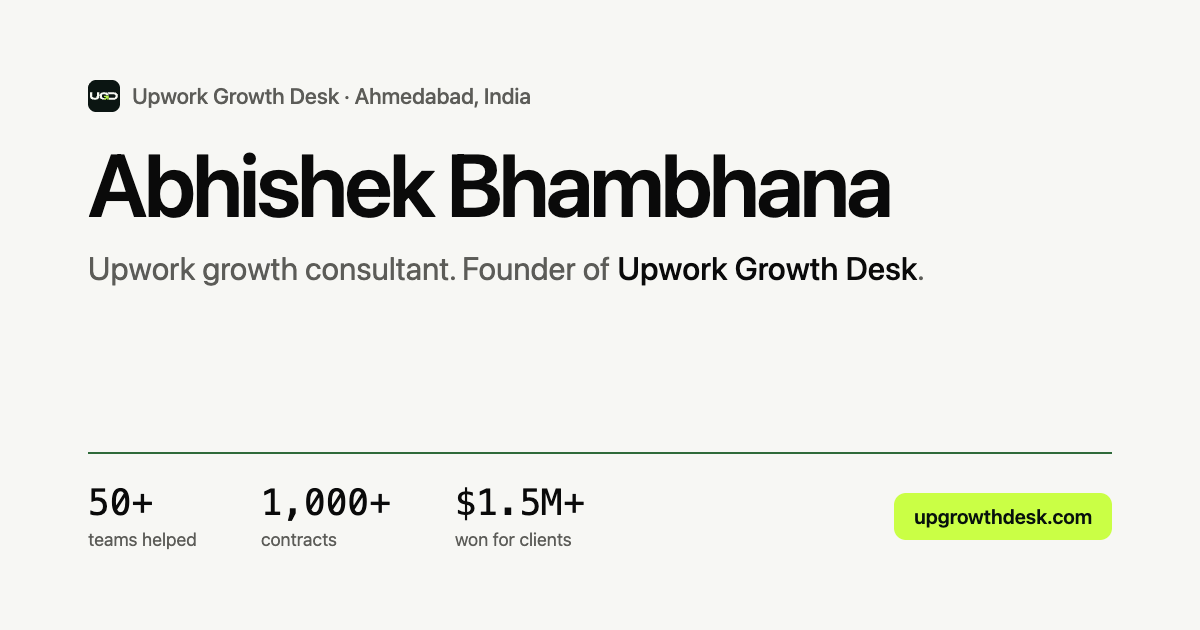 UGD Upwork Growth Desk · Ahmedabad, India
Abhishek Bhambhana
Upwork growth consultant. Founder of Upwork Growth Desk.
50+ 1,000+ $1.5M+
teams helped contracts won for clients
upgrowthdesk.com